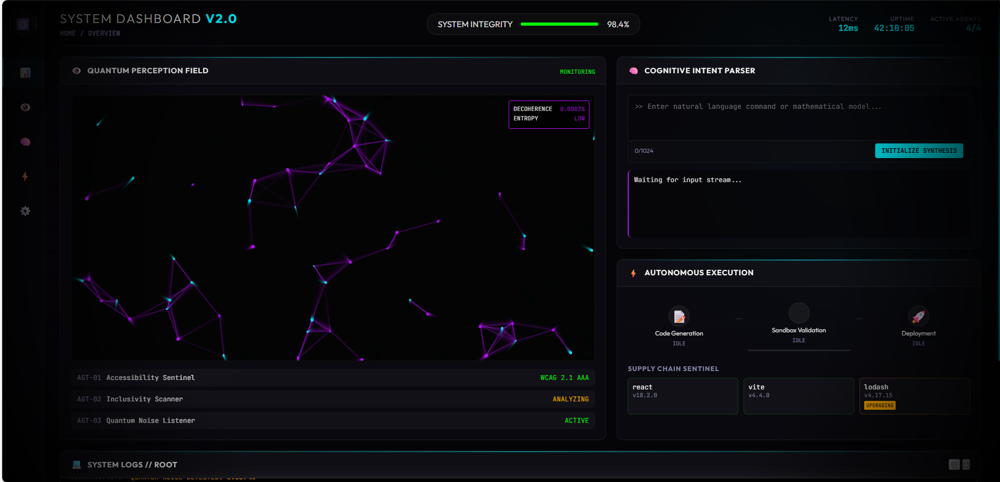 SYSTEM DASHBOARD V2.0
HOME / OVERVIEW
SYSTEM INTEGRITY 98.4%
LATENCY
12ms
UPTIME
42:10:05
ACTIVE AGENTS
4/4
QUANTUM PERCEPTION FIELD
MONITORING
DECOHERENCE 0.0003%
ENTROPY LOW
AGT-01 Accessibility Sentinel WCAG 2.1 AAA
AGT-02 Inclusivity Scanner ANALYZING
AGT-03 Quantum Noise Listener ACTIVE
COGNITIVE INTENT PARSER
>> Enter natural language command or mathematical model...
0/1024
INITIALIZE SYNTHESIS
Waiting for input stream...
AUTONOMOUS EXECUTION
Code Generation
IDLE
Sandbox Validation
IDLE
Deployment
IDLE
SUPPLY CHAIN SENTINEL
react
v18.2.0
vite
v4.4.0
lodash
v4.17.15
UPGRADING
SYSTEM LOGS // ROOT